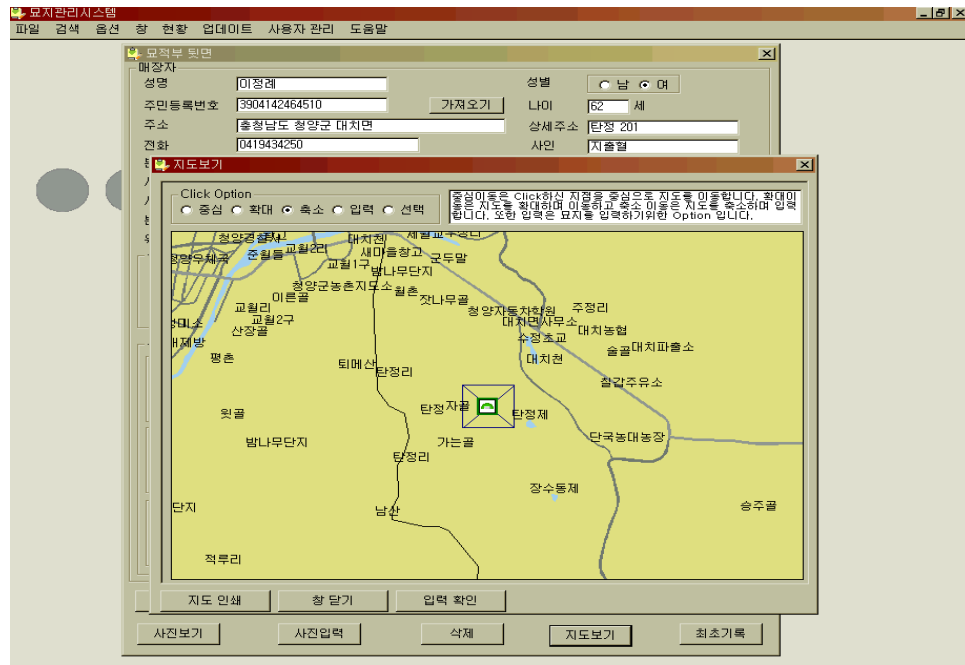 묘지관리시스템
파일 검색 옵션 창 현황 업데이트 사용자 관리 도움말
묘적부 뒷면
매장자
성명 이정례 성별 남 여
주민등록번호 3904142464510 가져오기 나이 62 세
주소 충청남도 청양군 대치면 상세주소 탄정 201
전화 0419434250 사인 지출혈
지도보기
Click Option
중심 확대 축소 입력 선택
중심이동은 Click하신 지점을 중심으로 지도를 이동합니다, 확대이
동은 지도를 확대하며 이동하고 축소 이동은 지도를 축소하며 입력
합니다. 또한 입력은 묘지를 입력하기위한 Option 입니다.
대치천
청양우체국 준월들 교월2리 새마을창고 군두말
교월1구 밤나무단지
청양군농촌지도소 월촌
이른골 잣나무골
교월리 청양자동차학원 주정리
교월2구 대치면사무소
산장골 수정초교 대치농협
평촌 술골 대치파출소
퇴메산 탄정리 대치천
칠갑주유소
윗골 탄정 자골 탄정제
밤나무단지 가는골 단국농대농장
탄정리
장수동제
단지 남산 승주골
적루리
지도 인쇄 창 닫기 입력 확인
사진보기 사진입력 삭제 지도보기 최초기록